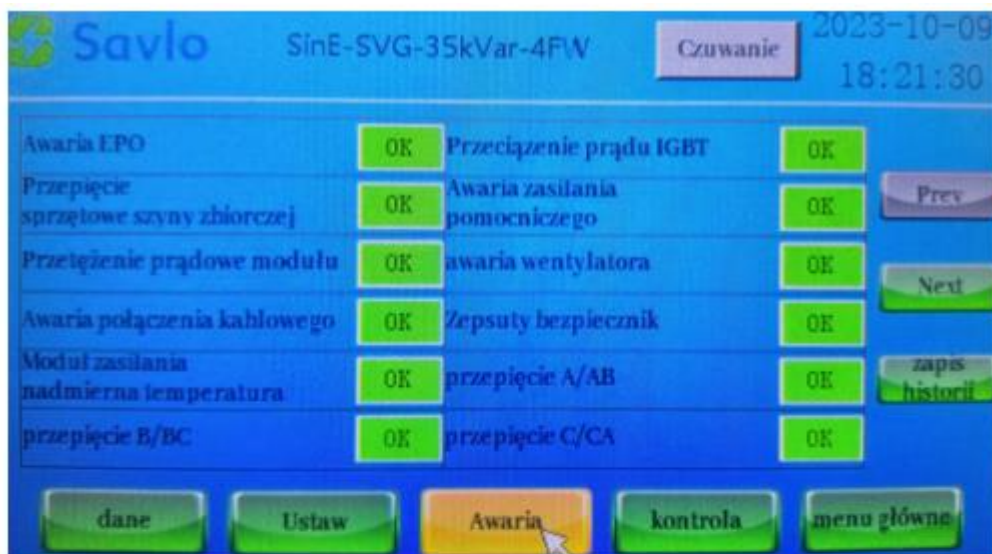 Savlo
SinE-SVG-35kVar-4FW
Czuwanie
2023-10-09
18:21:30
Awaria EPO
OK
Przeciązenie prądu IGBT
OK
Przepięcie
sprzętowe szyny zbiorczej
OK
Awaria zasilania
pomocniczego
OK
Przetężenie prądowe modułu
OK
awaria wentylatora
OK
Awaria połączenia kablowego
OK
Zepsuty bezpiecznik
OK
Moduł zasilania
nadmierna temperatura
OK
przepięcie A/AB
OK
przepięcie B/BC
OK
przepięcie C/CA
OK
Prev
Next
zapis
historii
dane
Ustaw
Awaria
kontrola
menu główne